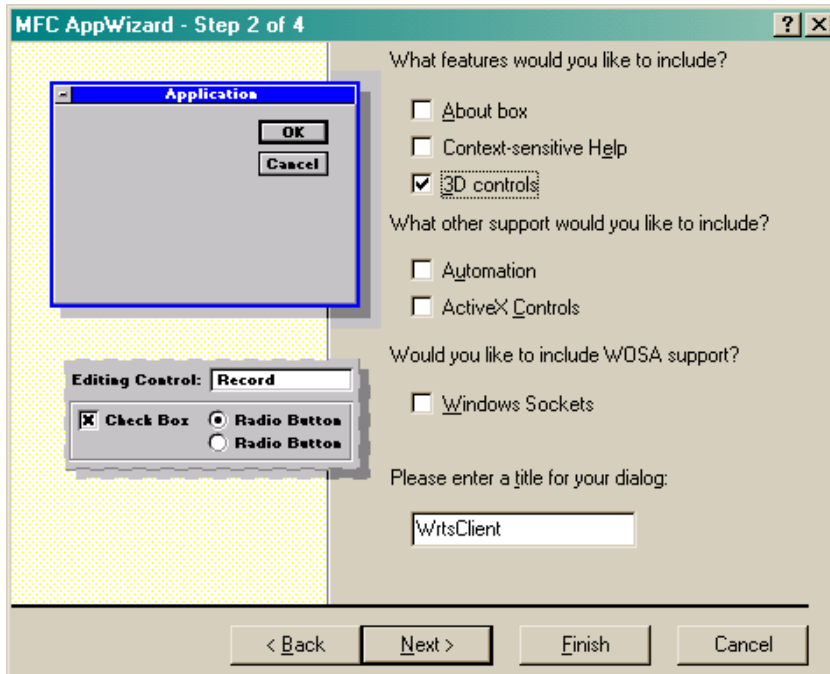 MFC AppWizard - Step 2 of 4
What features would you like to include?
Application
OK
Cancel
About box
Context-sensitive Help
3D controls
What other support would you like to include?
Automation
ActiveX Controls
Would you like to include WOSA support?
Editing Control: Record
Check Box Radio Button
Radio Button
Windows Sockets
Please enter a title for your dialog:
WrtsClient
< Back Next > Finish Cancel